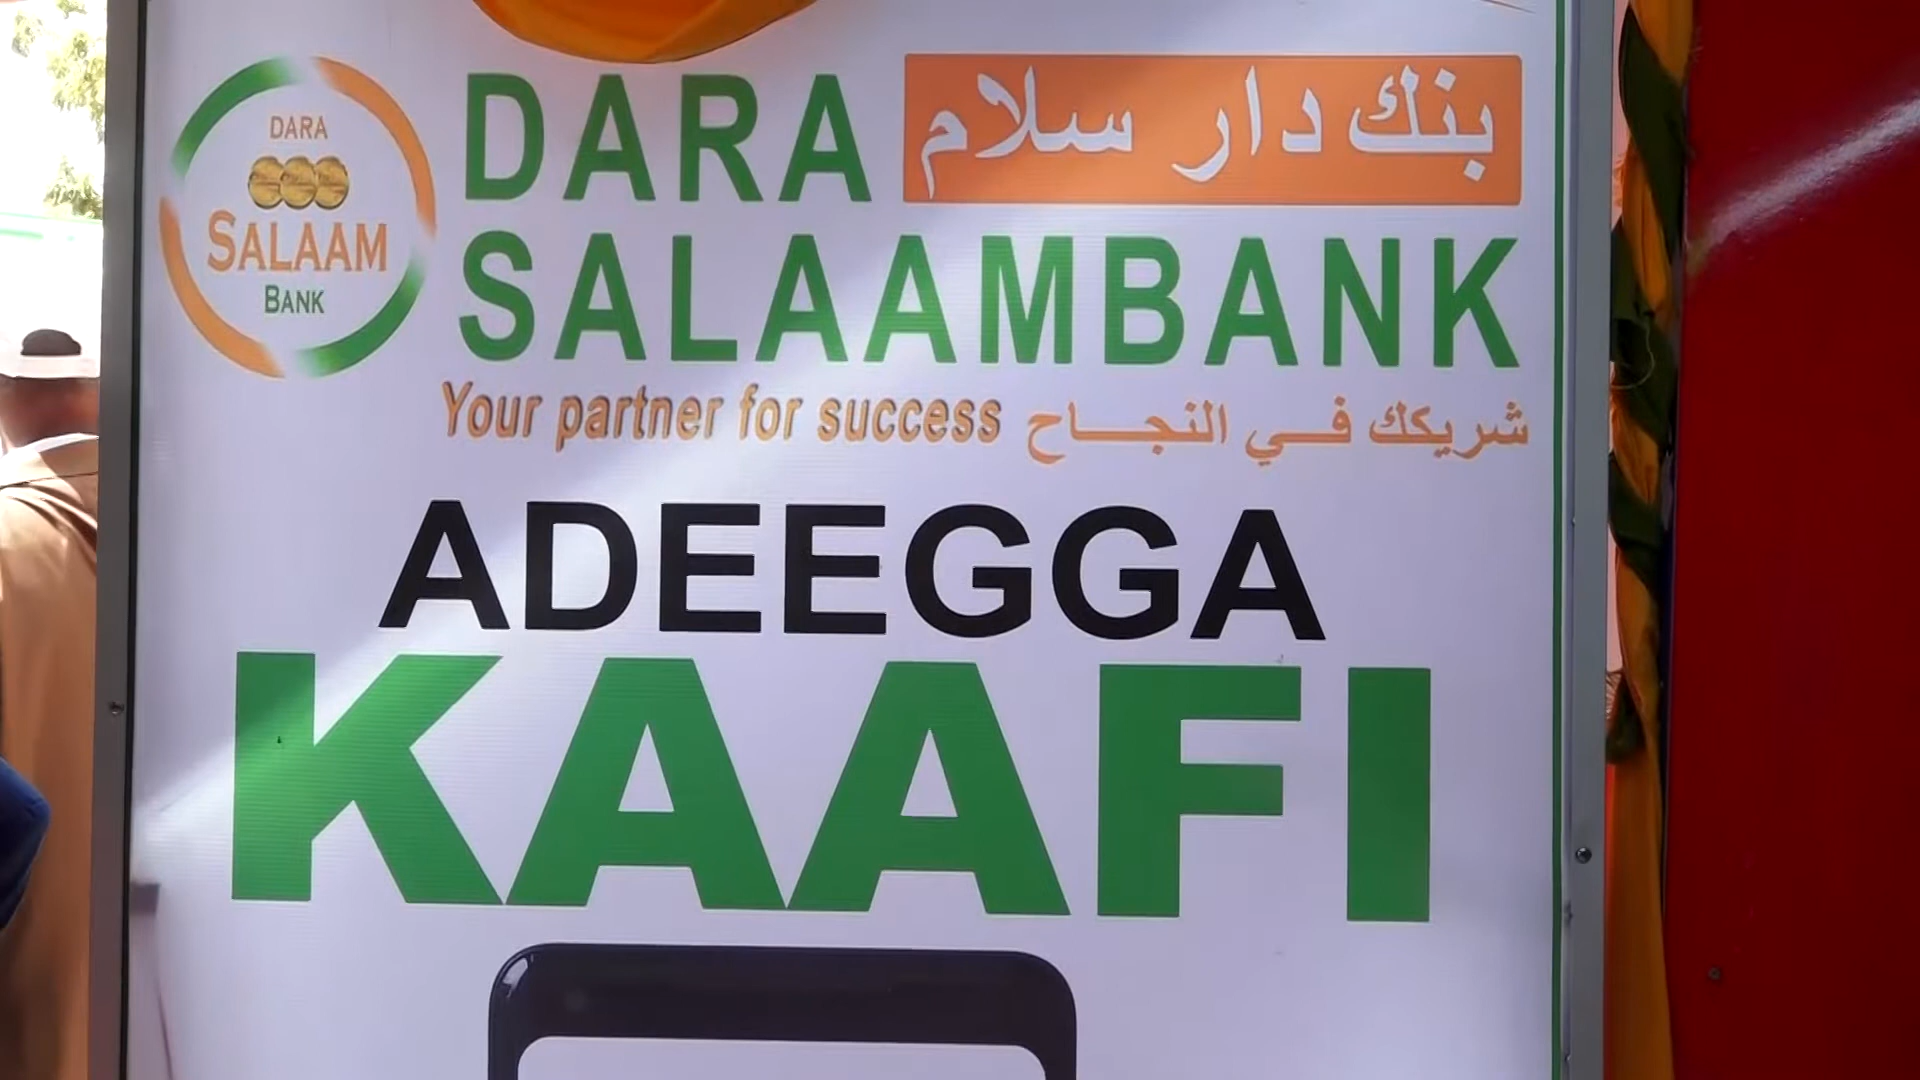 DARA
SALAAM
BANK
DARA بنك دار سلام
SALAAMBANK
Your partner for success شريكك في النجاح
ADEEGGA
KAAFI